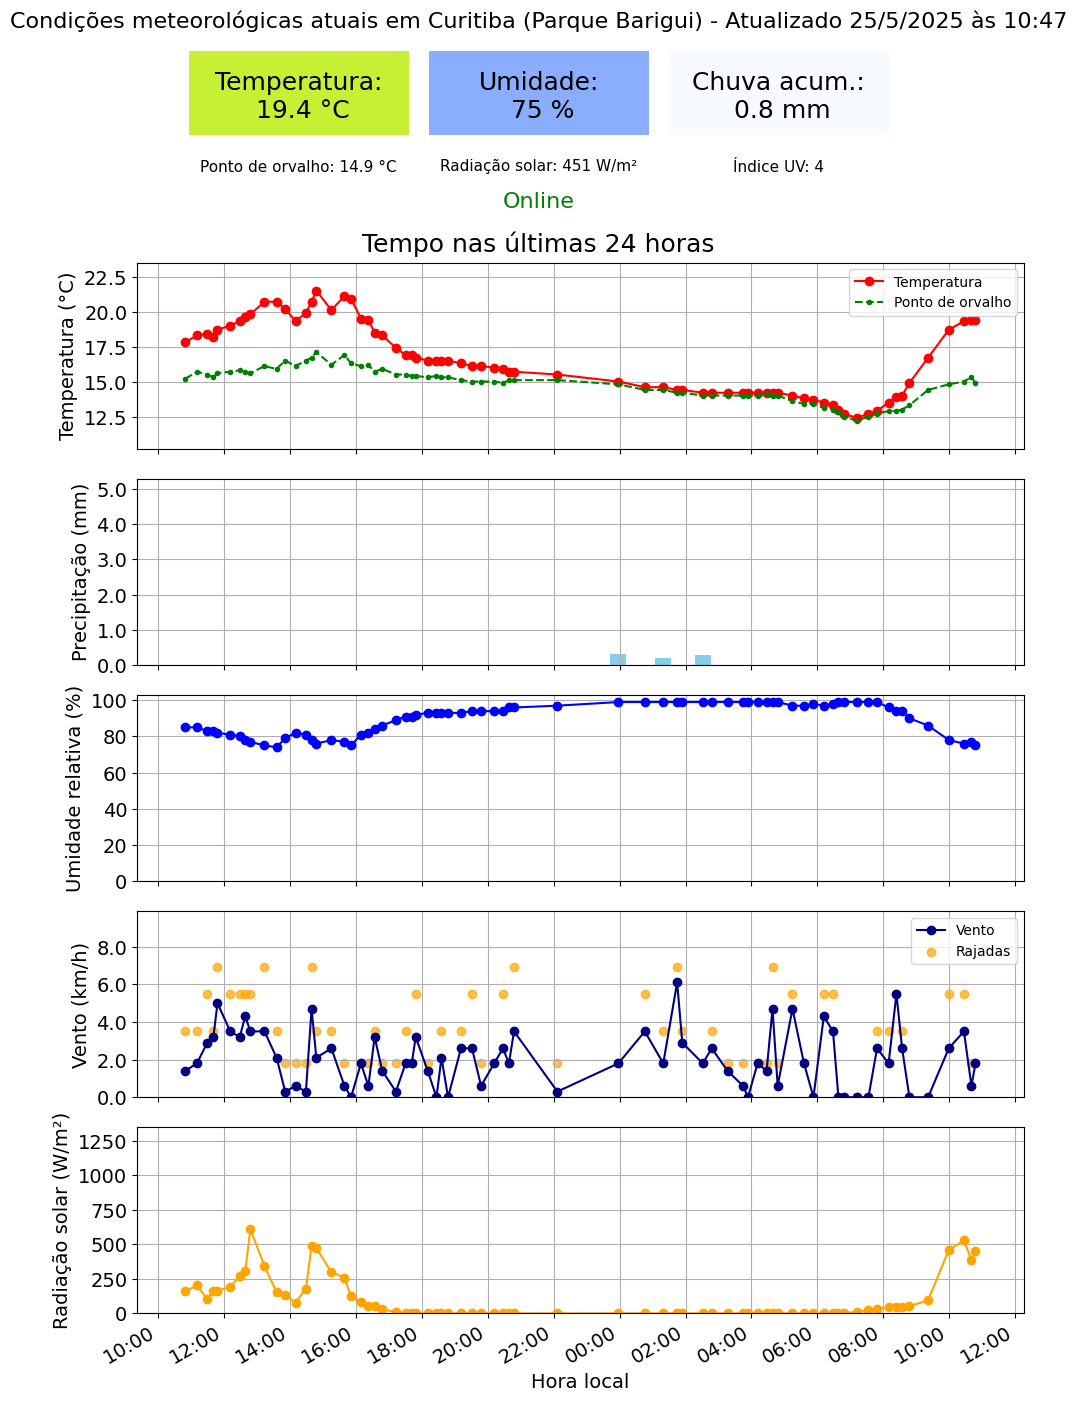 Condições meteorológicas atuais em Curitiba (Parque Barigui) - Atualizado 25/5/2025 às 10:47
Temperatura:
19.4 °C
Umidade:
75 %
Chuva acum.:
0.8 mm
Ponto de orvalho: 14.9 °C
Radiação solar: 451 W/m²
Índice UV: 4
Online
Tempo nas últimas 24 horas
Temperatura (°C)
22.5
20.0
17.5
15.0
12.5
Temperatura
Ponto de orvalho
Precipitação (mm)
5.0
4.0
3.0
2.0
1.0
0.0
Umidade relativa (%)
100
80
60
40
20
0
Vento (km/h)
8.0
6.0
4.0
2.0
0.0
Vento
Rajadas
Radiação solar (W/m²)
1250
1000
750
500
250
0
10:00
12:00
14:00
16:00
18:00
20:00
22:00
00:00
02:00
04:00
06:00
08:00
10:00
12:00
Hora local